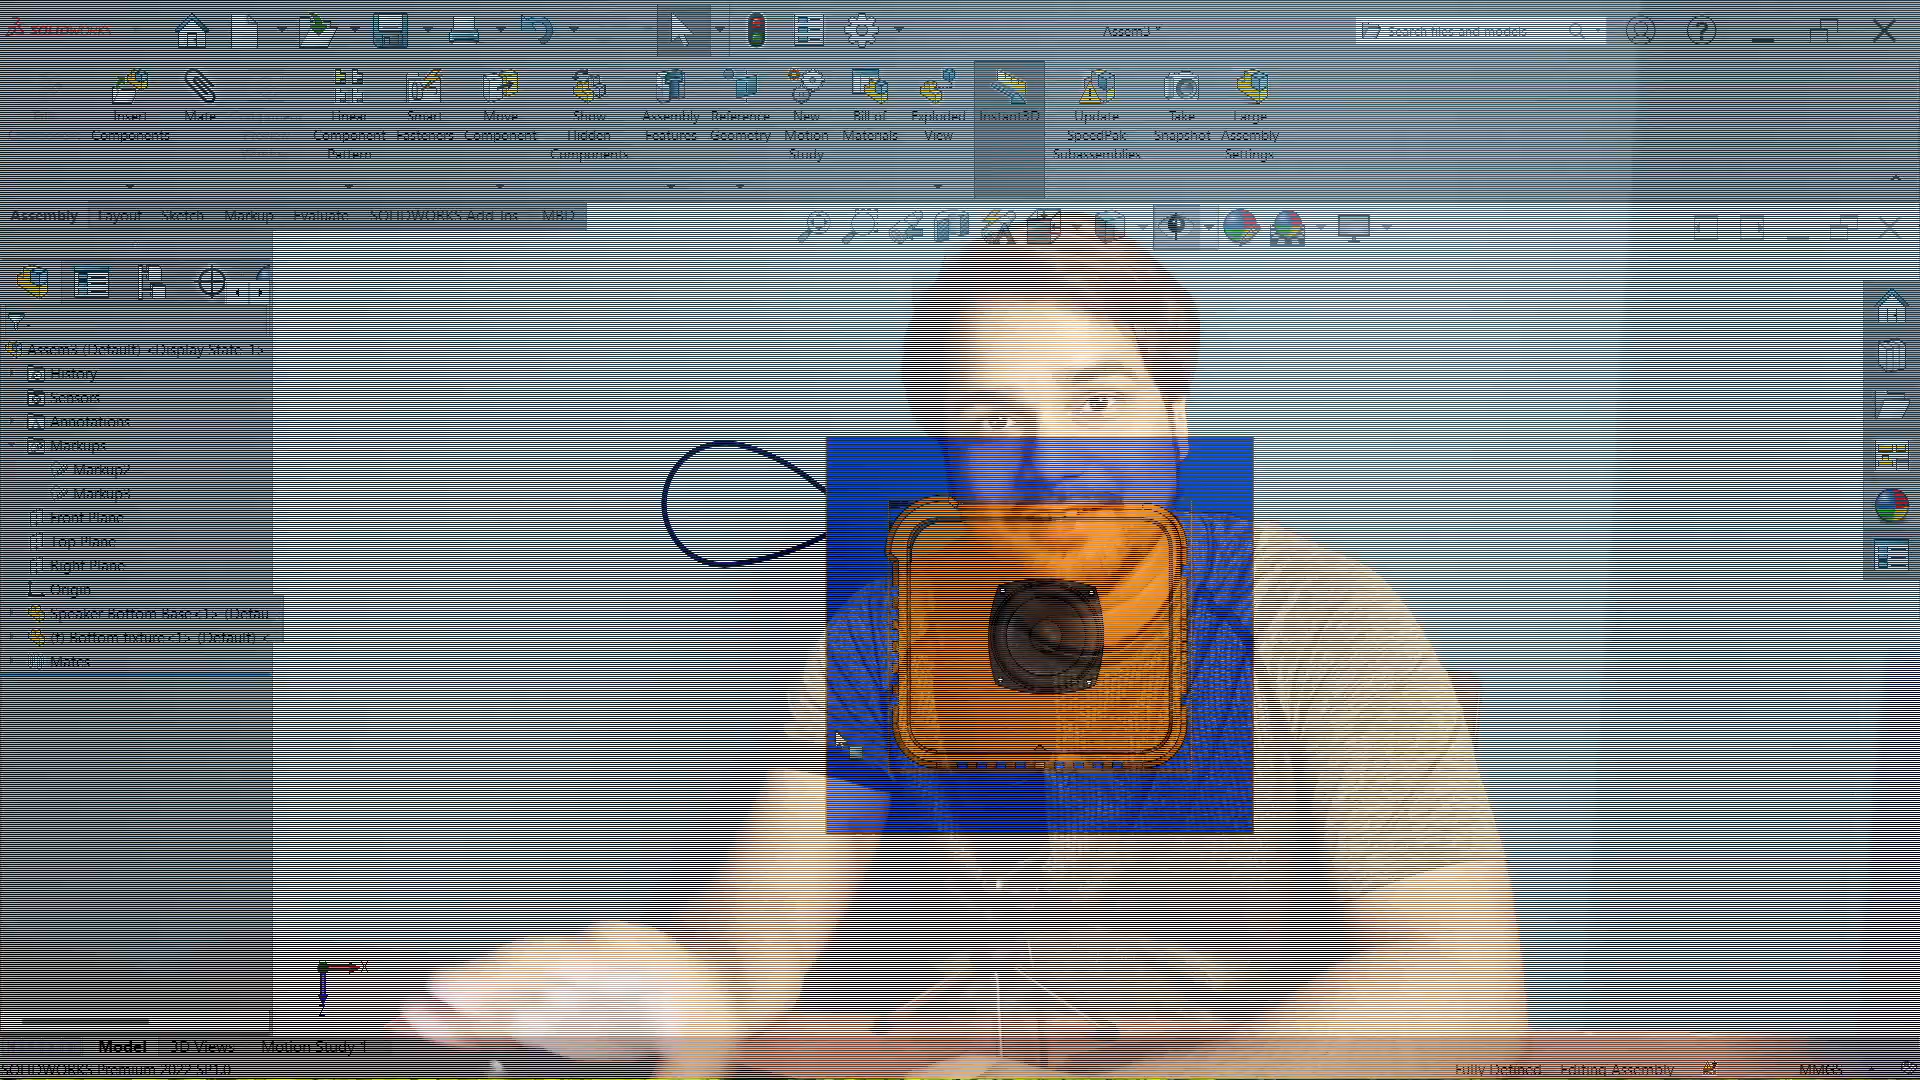 SOLIDWORKS
Assem3 *
Search files and models
Insert Components
Mate
Linear Component Pattern
Smart Fasteners
Move Component
Show Hidden Components
Assembly Features
Reference Geometry
New Motion Study
Bill of Materials
Exploded View
Instant3D
Update SpeedPak Subassemblies
Take Snapshot
Large Assembly Settings
Assembly Layout Sketch Markup Evaluate SOLIDWORKS Add-Ins MBD
Assem3 (Default) <Display State-1>
History
Sensors
Annotations
Markups
Markup2
Markup3
Front Plane
Top Plane
Right Plane
Origin
Speaker Bottom Base<1> (Defau
(f) Bottom fixture<1> (Default) <
Mates
X
Z
Model 3D Views Motion Study 1
SOLIDWORKS Premium 2022 SP1.0
Fully Defined Editing Assembly MMGS